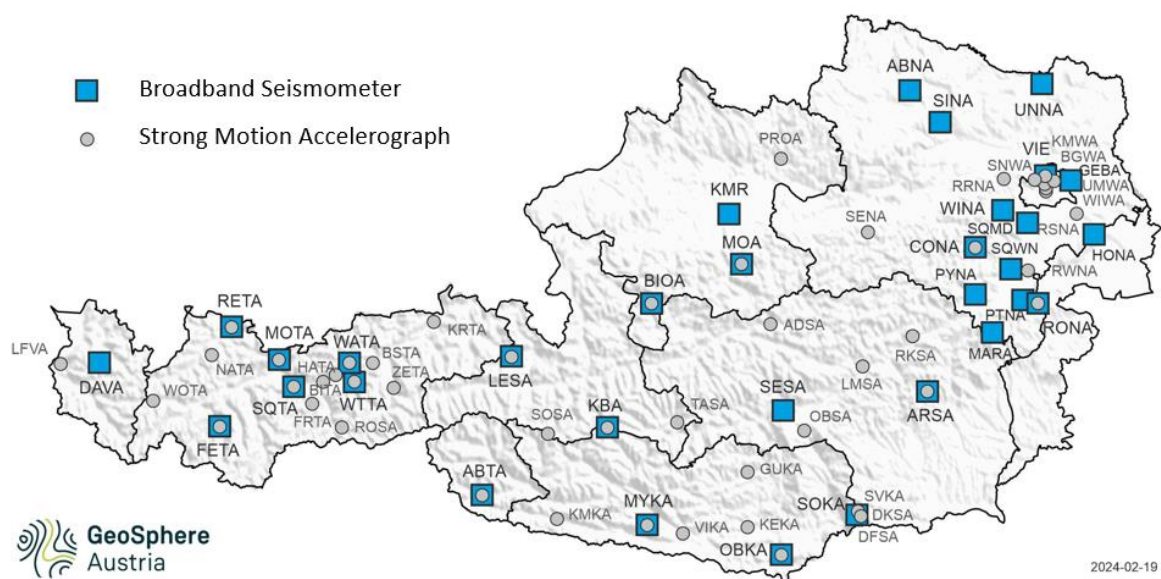 Broadband Seismometer
Strong Motion Accelerograph
ABNA
SINA
UNNA
PROA
VIE
KMWA
BGWA
SNWA
GEBA
RRNA
UMWA
KMR
WINA
WIWA
SENA
SQMD
RSNA
MOA
CONA
SQWN
HONA
RWNA
BIOA
PYNA
RETA
PTNA
RONA
MOTA
WATA
KRTA
ADSA
MARA
LFVA
NATA
HATA
BSTA
RKSA
DAVA
ZETA
LESA
LMSA
WOTA
SQTA
BITA
WTTA
SESA
ARSA
FRTA
ROSA
SOSA
KBA
TASA
OBSA
FETA
ABTA
GUKA
MYKA
SOKA
SVKA
KMKA
VIKA
KEKA
DKSA
DFSA
OBKA
GeoSphere
Austria
2024-02-19